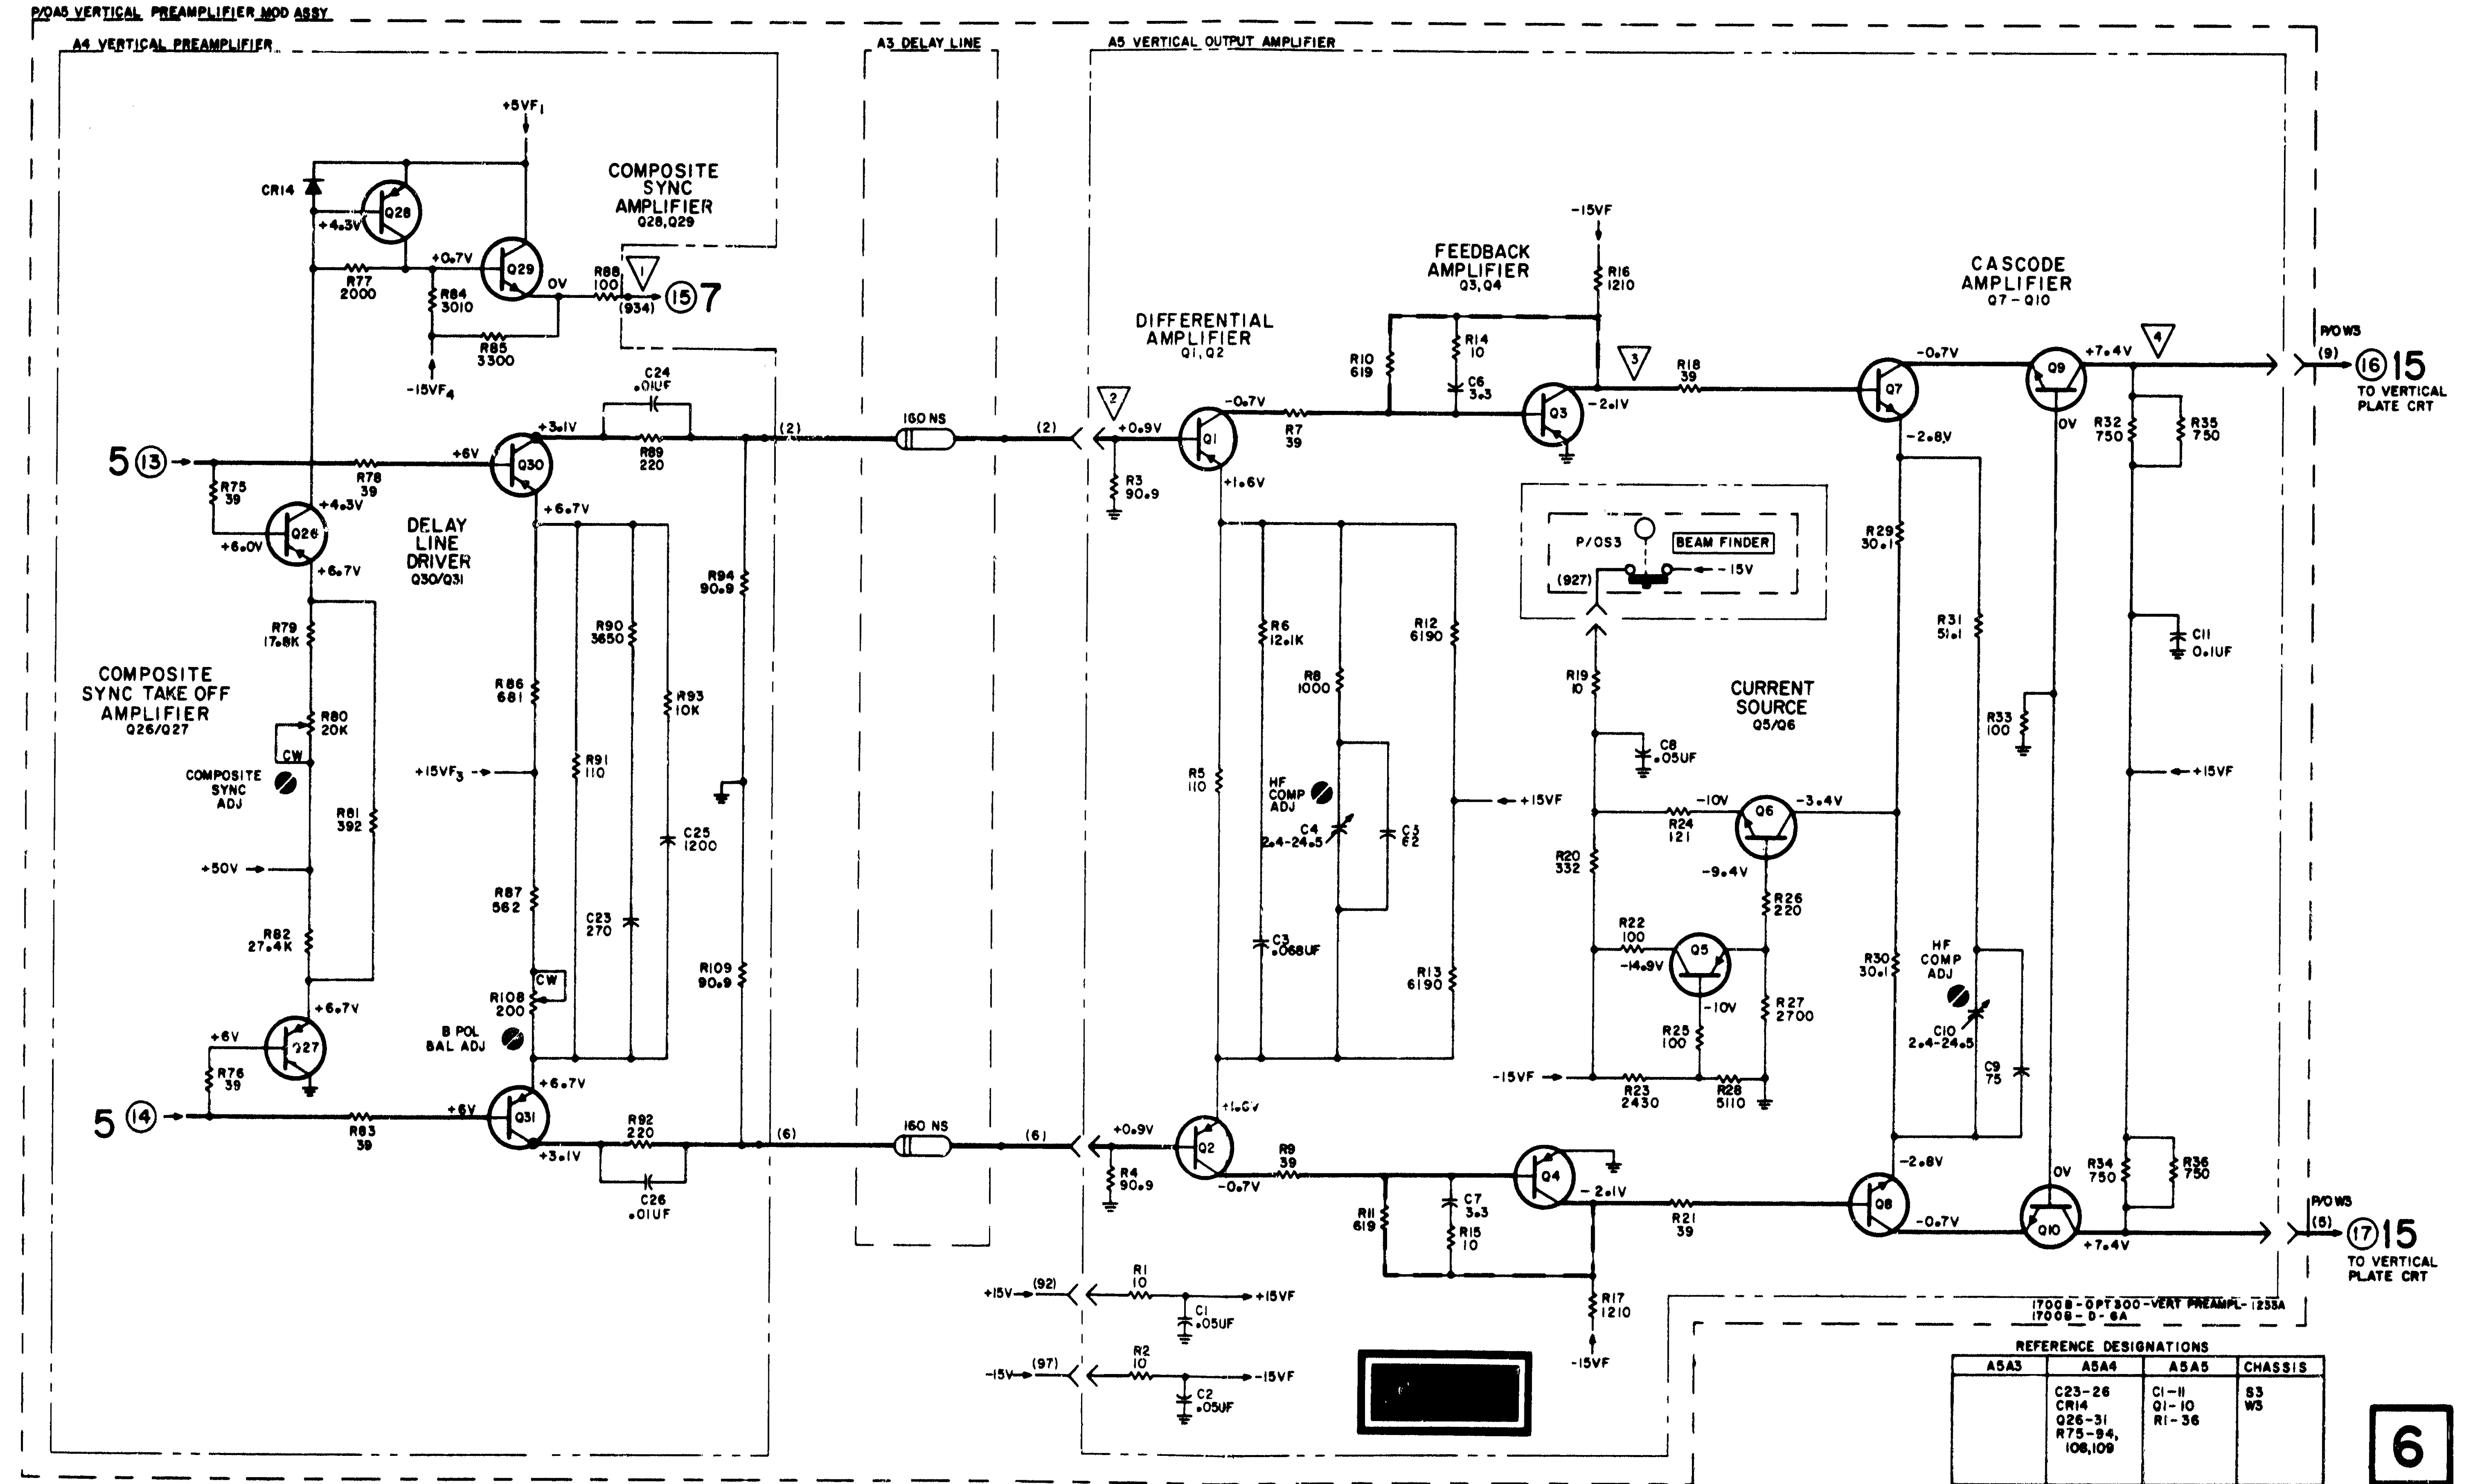 P/OA5 VERTICAL PREAMPLIFIER MOD ASSY
A4 VERTICAL PREAMPLIFIER
A3 DELAY LINE
A5 VERTICAL OUTPUT AMPLIFIER
+5VF1
CR14
Q28
+4.3V
COMPOSITE
SYNC
AMPLIFIER
Q28,Q29
R77
2000
+0.7V
Q29
R84
3010
0V
R88
100
1
(934)
15 7
R85
3300
-15VF4
C24
.01UF
+3.1V
R89
220
(2)
160 NS
(2)
5 13
R75
39
R78
39
+6V
Q30
+4.3V
Q26
+6.0V
+6.7V
DELAY
LINE
DRIVER
Q30/Q31
+6.7V
R79
17.8K
R80
20K
CW
COMPOSITE
SYNC TAKE OFF
AMPLIFIER
Q26/Q27
COMPOSITE
SYNC
ADJ
R81
392
+50V
R82
27.4K
+6.7V
Q27
+6V
R76
39
5 14
R83
39
+6V
R86
681
+15VF3
R87
562
CW
R108
200
B POL
BAL ADJ
+6.7V
Q31
+3.1V
R91
110
R90
3650
C23
270
R93
10K
C25
1200
R94
90.9
R109
90.9
R92
220
C26
.01UF
(6)
160 NS
(6)
DIFFERENTIAL
AMPLIFIER
Q1,Q2
2
+0.9V
R3
90.9
Q1
-0.7V
+1.6V
R7
39
FEEDBACK
AMPLIFIER
Q3,Q4
-15VF
R16
1210
R10
619
R14
10
C6
3.3
Q3
-2.1V
3
R18
39
CASCODE
AMPLIFIER
Q7-Q10
Q7
-0.7V
-2.8V
Q9
+7.4V
0V
4
P/OW3
(9)
16 15
TO VERTICAL
PLATE CRT
R32
750
R35
750
P/OS3
BEAM FINDER
(927)
-15V
R5
110
R6
12.1K
C3
.068UF
R8
1000
HF
COMP
ADJ
C4
2.4-24.5
62
R12
6190
+15VF
R13
6190
R19
10
C8
.05UF
CURRENT
SOURCE
Q5/Q6
R24
121
-10V
Q6
-3.4V
-9.4V
R20
332
R26
220
R22
100
-14.9V
Q5
-10V
R25
100
R27
2700
-15VF
R23
2430
R28
5110
R29
30.1
R31
51.1
R30
30.1
HF
COMP
ADJ
C10
2.4-24.5
C9
75
R33
100
C11
0.1UF
+15VF
+0.9V
R4
90.9
Q2
-0.7V
R9
39
R11
619
C7
3.3
R15
10
Q4
-2.1V
R21
39
R17
1210
-15VF
-2.8V
Q8
-0.7V
0V
Q10
+7.4V
R34
750
R36
750
P/OW3
(5)
17 15
TO VERTICAL
PLATE CRT
+15V
(92)
R1
10
+15VF
C1
.05UF
-15V
(97)
R2
10
-15VF
C2
.05UF
1700B-OPT300-VERT PREAMPL-1233A
1700B-D-6A
REFERENCE DESIGNATIONS
A5A3 A5A4 A5A5 CHASSIS
C23-26 C1-11 S3
CR14 Q1-10 W3
Q26-31 R1-36
R75-94,
108,109
6